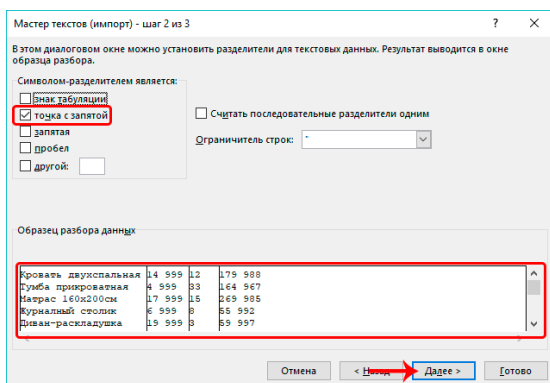 Мастер текстов (импорт) - шаг 2 из 3 ? ×
В этом диалоговом окне можно установить разделители для текстовых данных. Результат выводится в окне
образца разбора.
Символом-разделителем является:
знак табуляции
точка с запятой
запятая
пробел
другой:
Считать последовательные разделители одним
Ограничитель строк: "
Образец разбора данных
Кровать двухспальная 14 999 12 179 988
Тумба прикроватная 4 999 33 164 967
Матрас 160х200см 17 999 15 269 985
Журналный столик 6 999 8 55 992
Диван-раскладушка 19 999 3 59 997
Отмена < Назад Далее > Готово